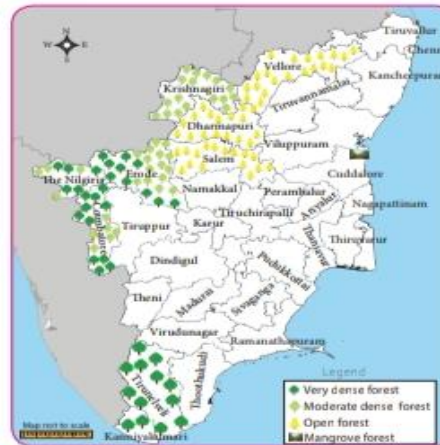 N
W
E
S
Tiruvallur
Chennai
Vellore
Kancheepuram
Krishnagiri
Tiruvannamalai
Dharmapuri
Viluppuram
Salem
The Nilgiris
Erode
Cuddalore
Namakkal
Perambalur
Ariyalur
Nagapattinam
Coimbatore
Tiruchirapalli
Tiruppur
Karur
Thanjavur
Thiruvarur
Dindigul
Pudukkottai
Theni
Madurai
Sivaganga
Virudunagar
Ramanathapuram
Tirunelveli
Thoothukudi
Kanniyakumari
Map not to scale
Legend
Very dense forest
Moderate dense forest
Open forest
Mangrove forest